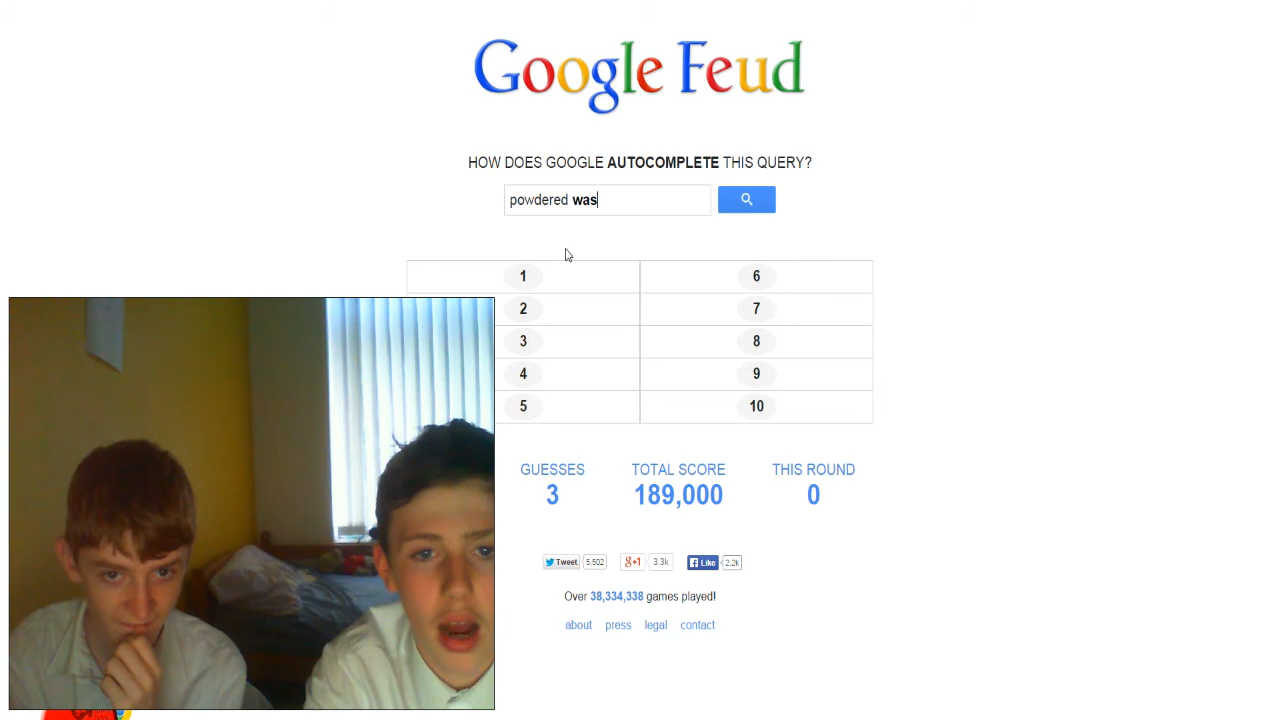 Google Feud
HOW DOES GOOGLE AUTOCOMPLETE THIS QUERY?
powdered was
1 6
2 7
3 8
4 9
5 10
GUESSES TOTAL SCORE THIS ROUND
3 189,000 0
Tweet 5,502 g+1 3.3k Like 2.2k
Over 38,334,338 games played!
about press legal contact